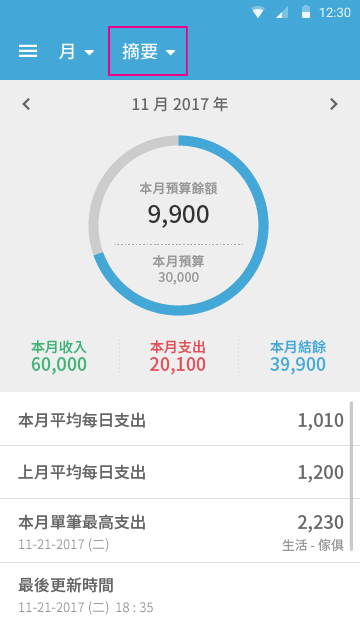 12:30
月 摘要
11 月 2017 年
本月預算餘額
9,900
本月預算
30,000
本月收入 本月支出 本月結餘
60,000 20,100 39,900
本月平均每日支出 1,010
上月平均每日支出 1,200
本月單筆最高支出 2,230
11-21-2017 (二) 生活 - 傢俱
最後更新時間
11-21-2017 (二) 18 : 35